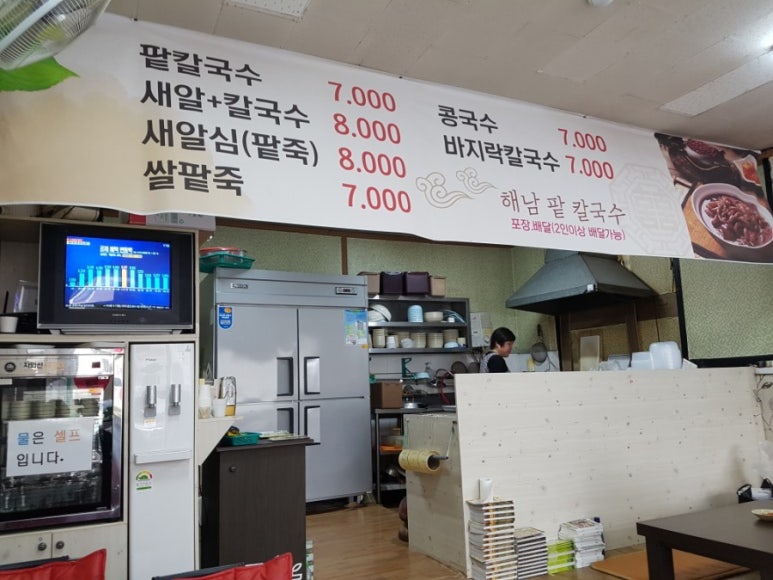 팥칼국수 7.000
새알+칼국수 8.000
새알심(팥죽) 8.000
쌀팥죽 7.000
콩국수 7.000
바지락칼국수 7.000
해남 팥 칼국수
포장.배달(2인이상 배달가능)
물은 셀프
입니다.